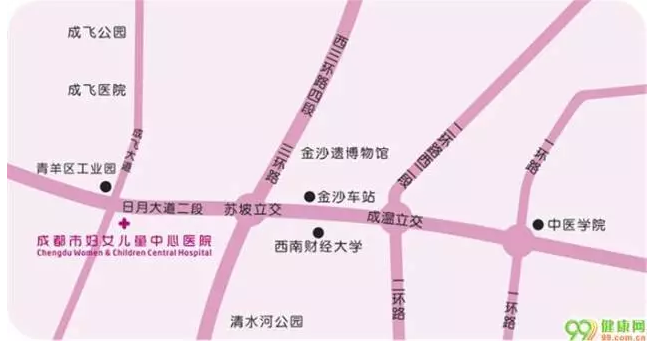 成飞公园
成飞医院
成飞大道
青羊区工业园
日月大道二段
成都市妇女儿童中心医院
Chengdu Women & Children Central Hospital
西三环路四段
三环路
苏坡立交
金沙遗博物馆
金沙车站
西南财经大学
清水河公园
二环路西二段
成温立交
二环路
一环路
中医学院
一环路
99健康网
99.com.cn